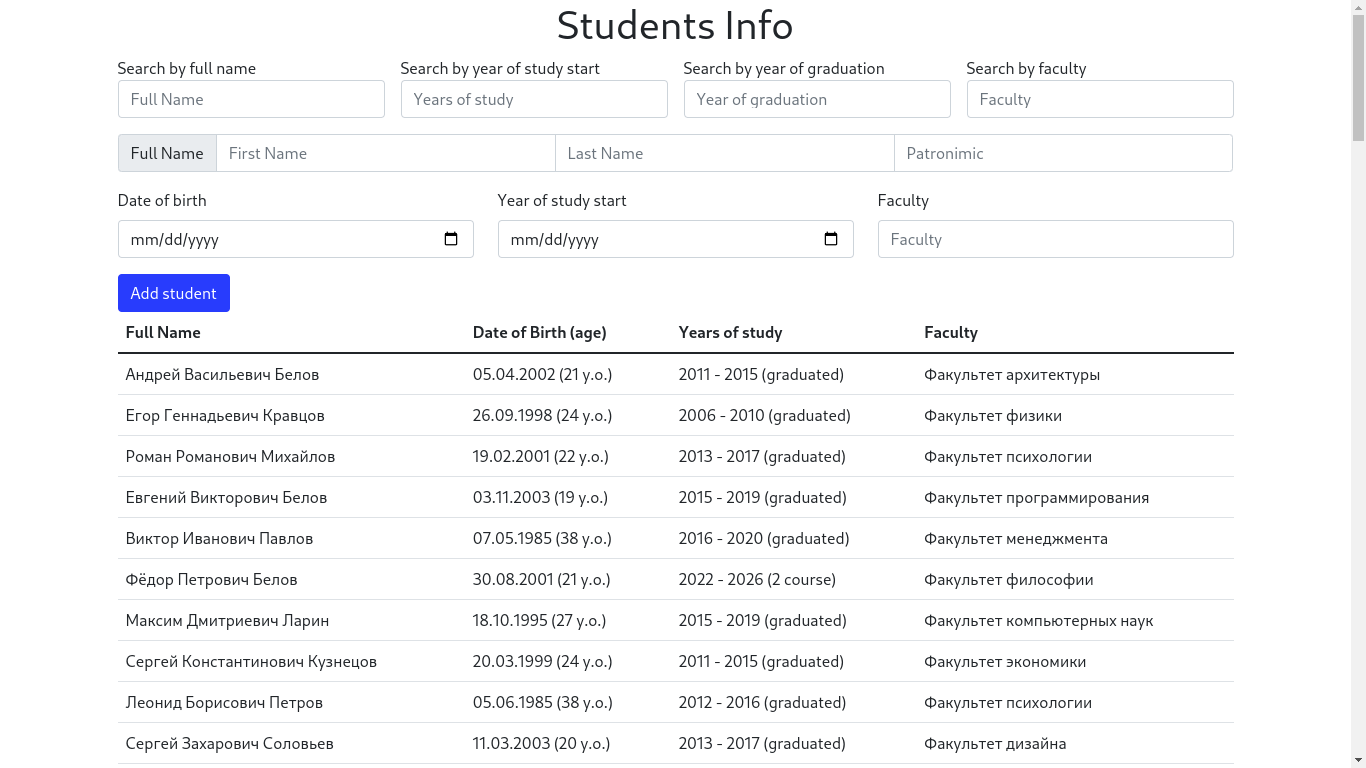 Students Info
Search by full name Search by year of study start Search by year of graduation Search by faculty
Full Name Years of study Year of graduation Faculty
Full Name First Name Last Name Patronimic
Date of birth Year of study start Faculty
mm/dd/yyyy mm/dd/yyyy Faculty
Add student
Full Name Date of Birth (age) Years of study Faculty
Андрей Васильевич Белов 05.04.2002 (21 y.o.) 2011 - 2015 (graduated) Факультет архитектуры
Егор Геннадьевич Кравцов 26.09.1998 (24 y.o.) 2006 - 2010 (graduated) Факультет физики
Роман Романович Михайлов 19.02.2001 (22 y.o.) 2013 - 2017 (graduated) Факультет психологии
Евгений Викторович Белов 03.11.2003 (19 y.o.) 2015 - 2019 (graduated) Факультет программирования
Виктор Иванович Павлов 07.05.1985 (38 y.o.) 2016 - 2020 (graduated) Факультет менеджмента
Фёдор Петрович Белов 30.08.2001 (21 y.o.) 2022 - 2026 (2 course) Факультет философии
Максим Дмитриевич Ларин 18.10.1995 (27 y.o.) 2015 - 2019 (graduated) Факультет компьютерных наук
Сергей Константинович Кузнецов 20.03.1999 (24 y.o.) 2011 - 2015 (graduated) Факультет экономики
Леонид Борисович Петров 05.06.1985 (38 y.o.) 2012 - 2016 (graduated) Факультет психологии
Сергей Захарович Соловьев 11.03.2003 (20 y.o.) 2013 - 2017 (graduated) Факультет дизайна